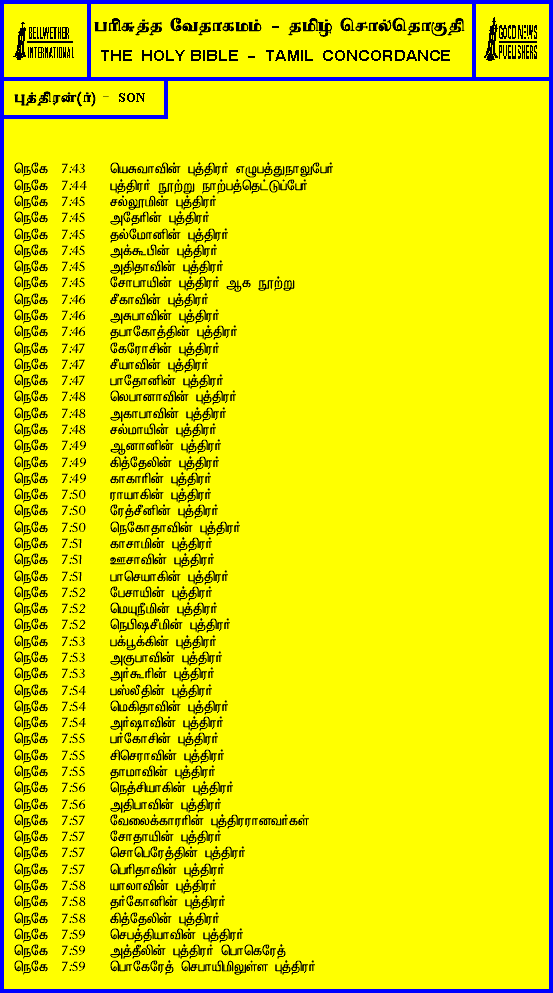 BELLWETHER
INTERNATIONAL
பரிசுத்த வேதாகமம் - தமிழ் சொல்தொகுதி
THE HOLY BIBLE - TAMIL CONCORDANCE
GOOD NEWS
PUBLISHERS
புத்திரன்(ர்) - SON
நெகே 7:43 யெசுவாவின் புத்திரர் எழுபத்துநாலுபேர்
நெகே 7:44 புத்திரர் நூற்று நாற்பத்தெட்டுப்பேர்
நெகே 7:45 சல்லூமின் புத்திரர்
நெகே 7:45 அதேரின் புத்திரர்
நெகே 7:45 தல்மோனின் புத்திரர்
நெகே 7:45 அக்கூபின் புத்திரர்
நெகே 7:45 அதிதாவின் புத்திரர்
நெகே 7:45 சோபாயின் புத்திரர் ஆக நூற்று
நெகே 7:46 சீகாவின் புத்திரர்
நெகே 7:46 அசுபாவின் புத்திரர்
நெகே 7:46 தபாகோத்தின் புத்திரர்
நெகே 7:47 கேரோசின் புத்திரர்
நெகே 7:47 சீயாவின் புத்திரர்
நெகே 7:47 பாதோனின் புத்திரர்
நெகே 7:48 லெபானாவின் புத்திரர்
நெகே 7:48 அகாபாவின் புத்திரர்
நெகே 7:48 சல்மாயின் புத்திரர்
நெகே 7:49 ஆனானின் புத்திரர்
நெகே 7:49 கித்தேலின் புத்திரர்
நெகே 7:49 காகாரின் புத்திரர்
நெகே 7:50 ராயாகின் புத்திரர்
நெகே 7:50 ரேத்சீனின் புத்திரர்
நெகே 7:50 நெகோதாவின் புத்திரர்
நெகே 7:51 காசாமின் புத்திரர்
நெகே 7:51 ஊசாவின் புத்திரர்
நெகே 7:51 பாசெயாகின் புத்திரர்
நெகே 7:52 பேசாயின் புத்திரர்
நெகே 7:52 மெயுநீமின் புத்திரர்
நெகே 7:52 நெபிஷசீமின் புத்திரர்
நெகே 7:53 பக்பூக்கின் புத்திரர்
நெகே 7:53 அகுபாவின் புத்திரர்
நெகே 7:53 அர்கூரின் புத்திரர்
நெகே 7:54 பஸ்லீதின் புத்திரர்
நெகே 7:54 மெகிதாவின் புத்திரர்
நெகே 7:54 அர்ஷாவின் புத்திரர்
நெகே 7:55 பர்கோசின் புத்திரர்
நெகே 7:55 சிசெராவின் புத்திரர்
நெகே 7:55 தாமாவின் புத்திரர்
நெகே 7:56 நெத்சியாகின் புத்திரர்
நெகே 7:56 அதிபாவின் புத்திரர்
நெகே 7:57 வேலைக்காரரின் புத்திரரானவர்கள்
நெகே 7:57 சோதாயின் புத்திரர்
நெகே 7:57 சொபெரேத்தின் புத்திரர்
நெகே 7:57 பெரிதாவின் புத்திரர்
நெகே 7:58 யாலாவின் புத்திரர்
நெகே 7:58 தர்கோனின் புத்திரர்
நெகே 7:58 கித்தேலின் புத்திரர்
நெகே 7:59 செபத்தியாவின் புத்திரர்
நெகே 7:59 அத்தீலின் புத்திரர் பொகெரேத்
நெகே 7:59 பொகேரேத் செபாயிமிலுள்ள புத்திரர்